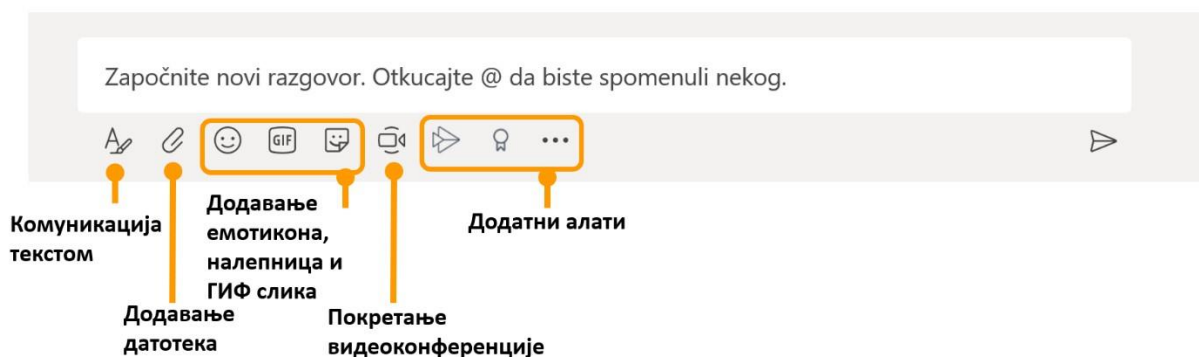 Započnite novi razgovor. Otkucajte @ da biste spomenuli nekog.
GIF
Комуникација
текстом
Додавање
датотека
Додавање
емотикона,
налепница и
ГИФ слика
Покретање
видеоконференције
Додатни алати